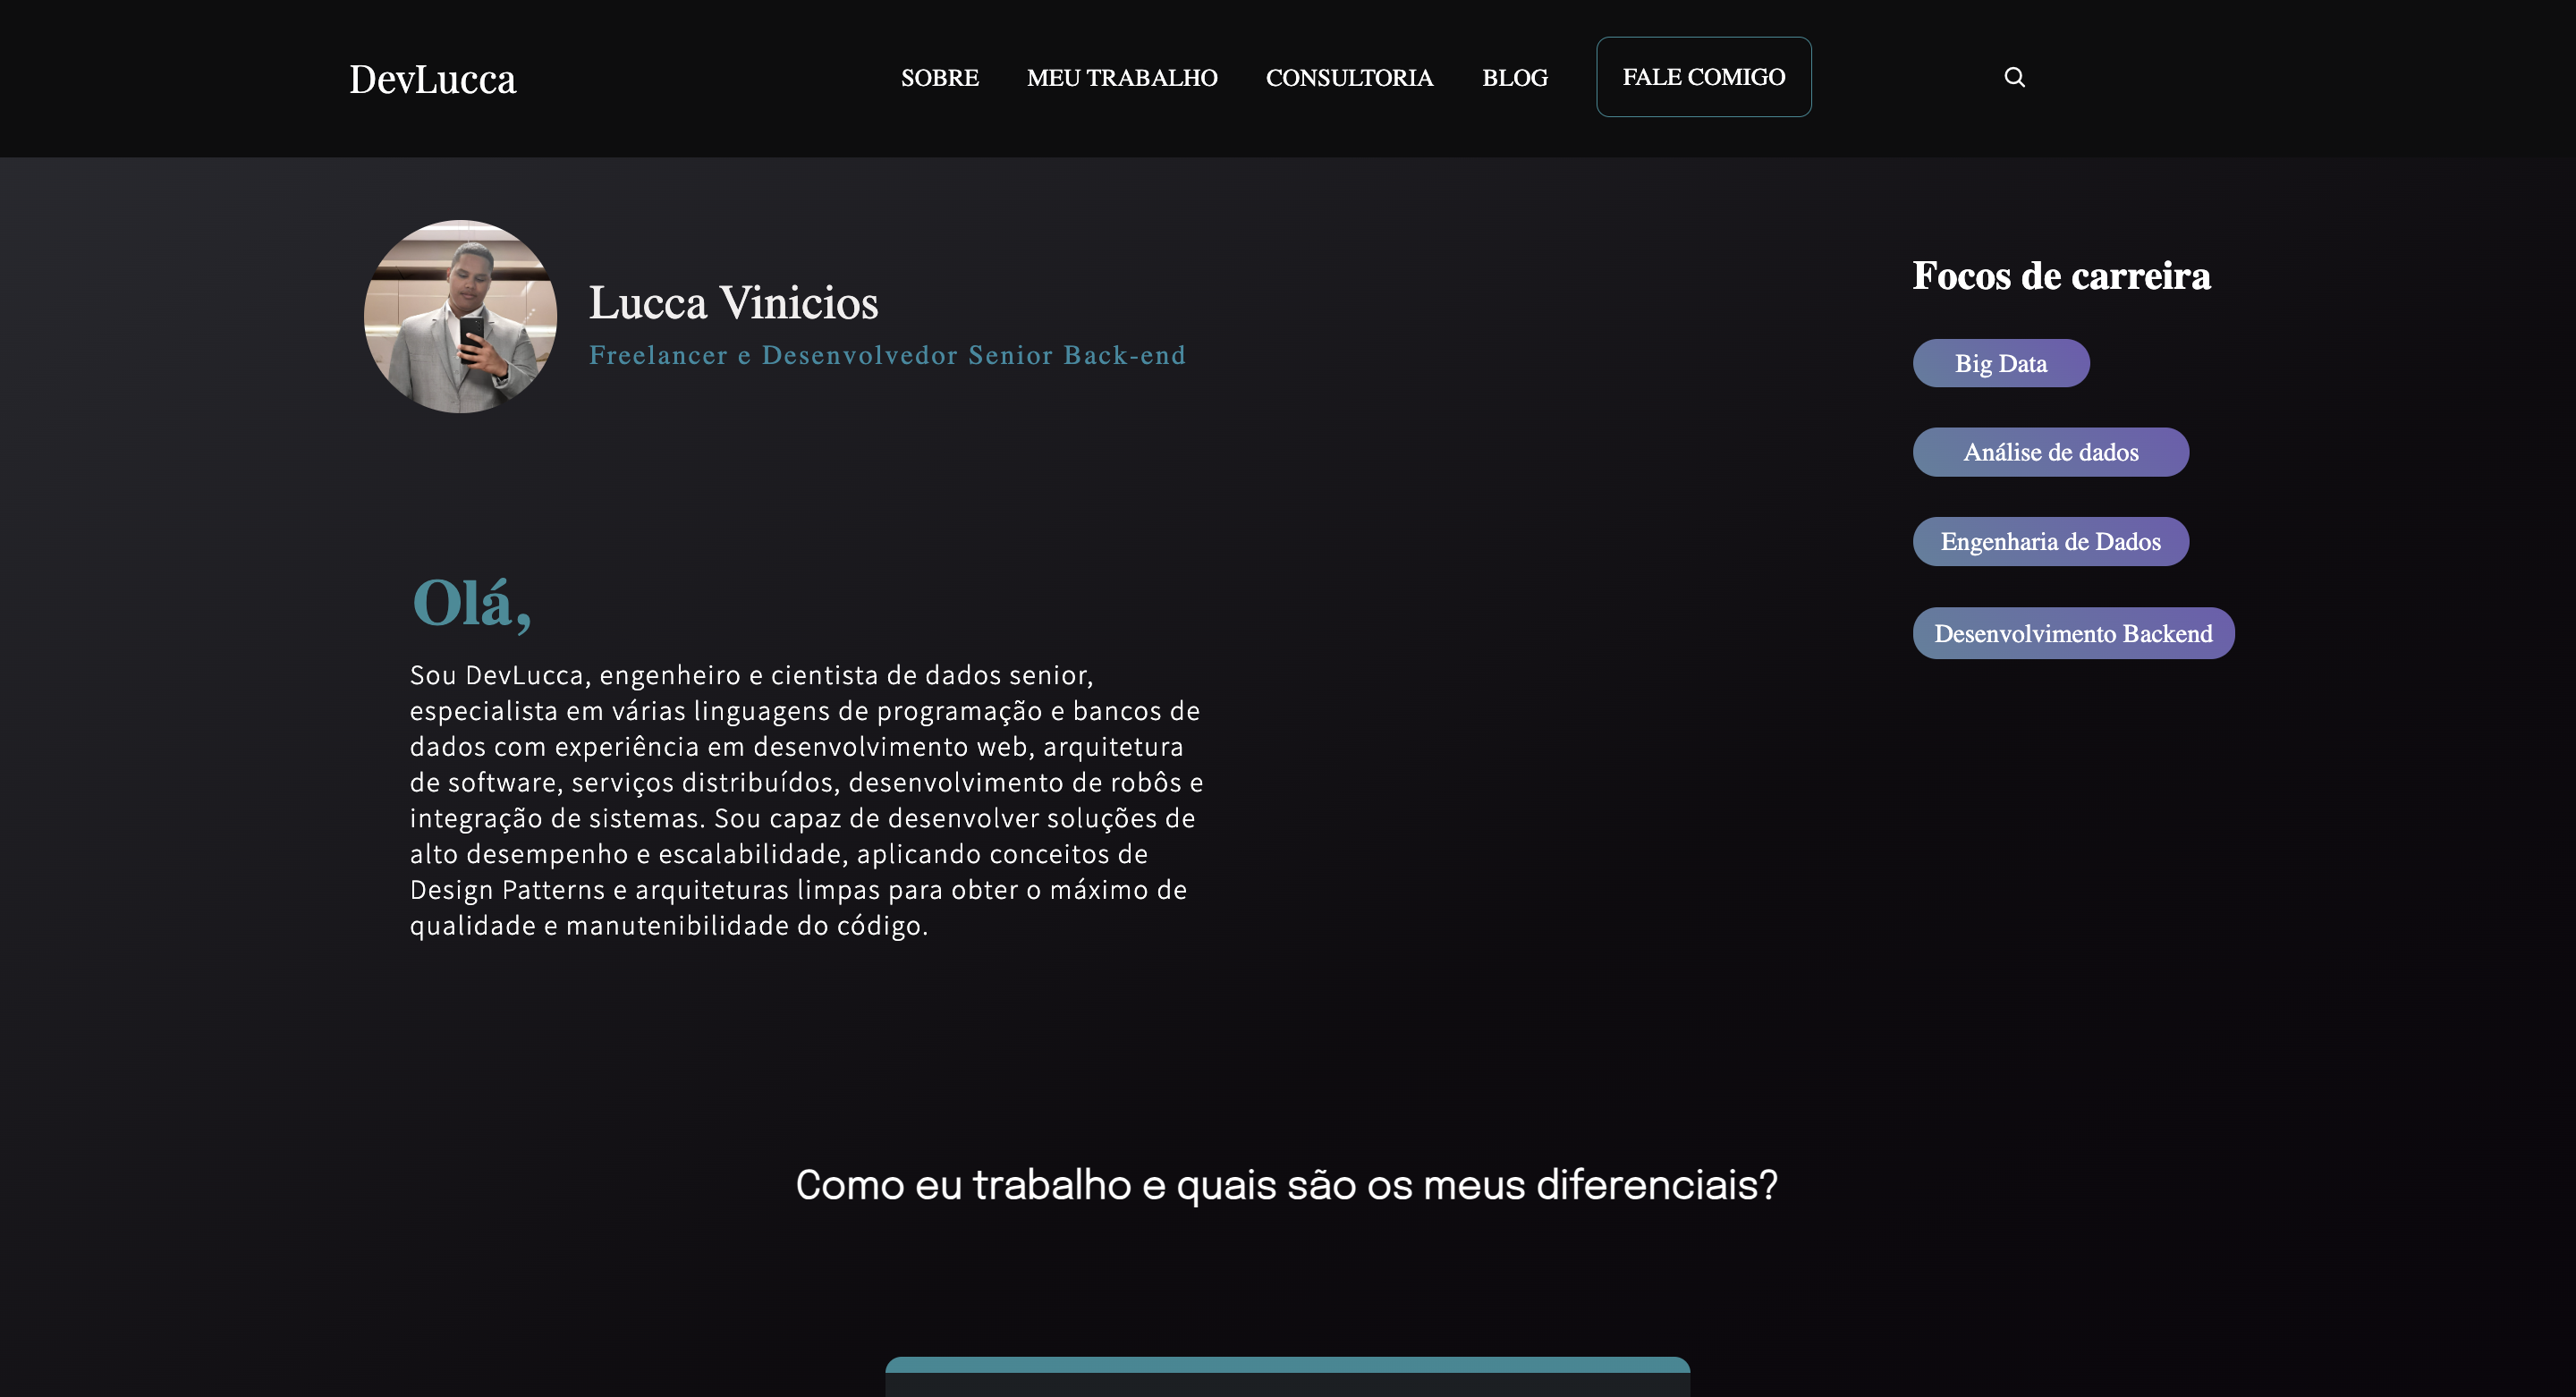 DevLucca
SOBRE MEU TRABALHO CONSULTORIA BLOG FALE COMIGO
Lucca Vinicios
Freelancer e Desenvolvedor Senior Back-end
Focos de carreira
Big Data
Análise de dados
Engenharia de Dados
Desenvolvimento Backend
Olá,
Sou DevLucca, engenheiro e cientista de dados senior,
especialista em várias linguagens de programação e bancos de
dados com experiência em desenvolvimento web, arquitetura
de software, serviços distribuídos, desenvolvimento de robôs e
integração de sistemas. Sou capaz de desenvolver soluções de
alto desempenho e escalabilidade, aplicando conceitos de
Design Patterns e arquiteturas limpas para obter o máximo de
qualidade e manutenibilidade do código.
Como eu trabalho e quais são os meus diferenciais?